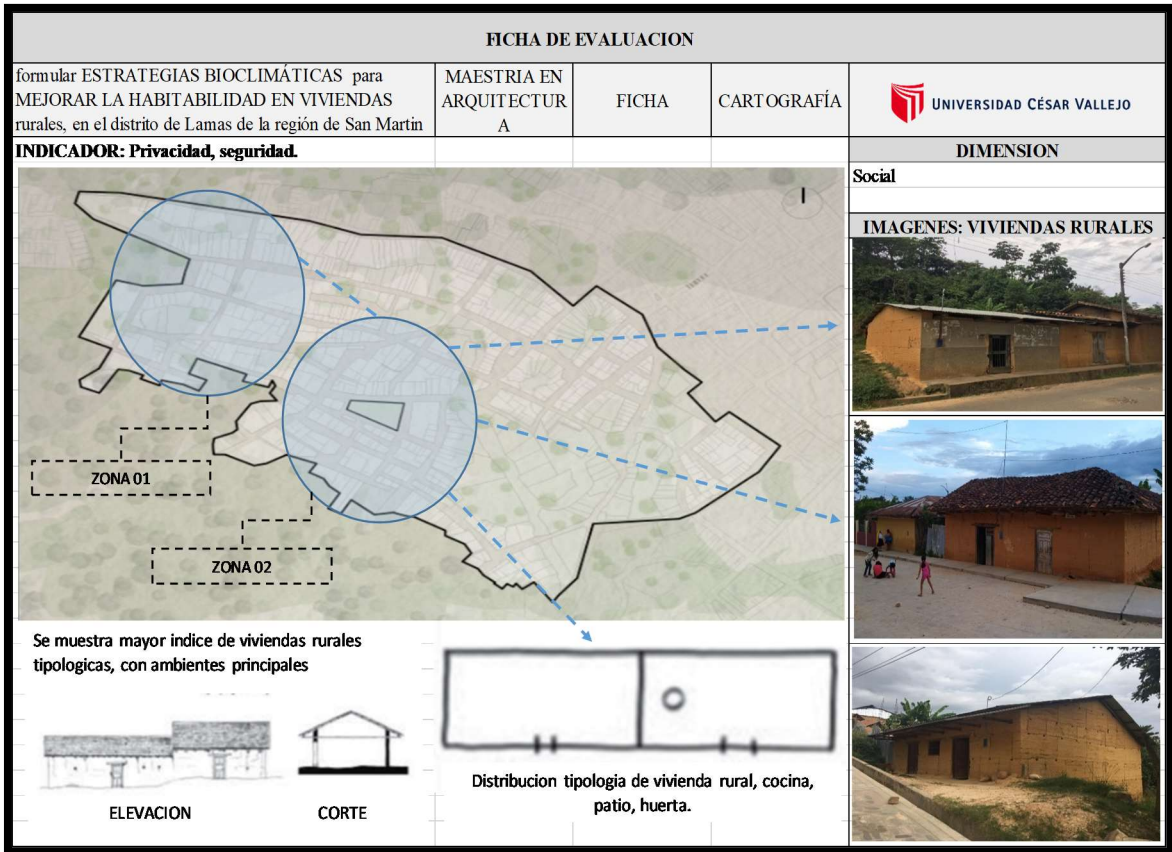 FICHA DE EVALUACION
formular ESTRATEGIAS BIOCLIMÁTICAS para
MEJORAR LA HABITABILIDAD EN VIVIENDAS
rurales, en el distrito de Lamas de la región de San Martin
MAESTRIA EN
ARQUITECTUR
A
FICHA
CARTOGRAFÍA
UNIVERSIDAD CÉSAR VALLEJO
INDICADOR: Privacidad, seguridad.
DIMENSION
Social
IMAGENES: VIVIENDAS RURALES
ZONA 01
ZONA 02
Se muestra mayor indice de viviendas rurales
tipologicas, con ambientes principales
ELEVACION
CORTE
Distribucion tipologia de vivienda rural, cocina,
patio, huerta.